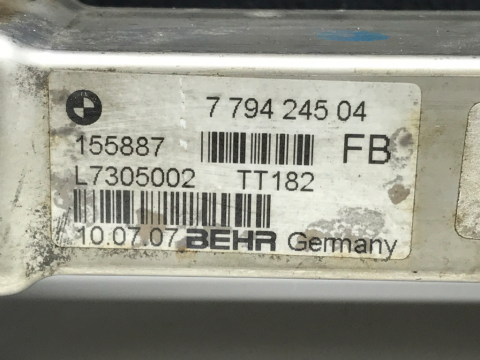 7 794 245 04
155887 FB
L7305002 TT182
10.07.07 BEHR Germany